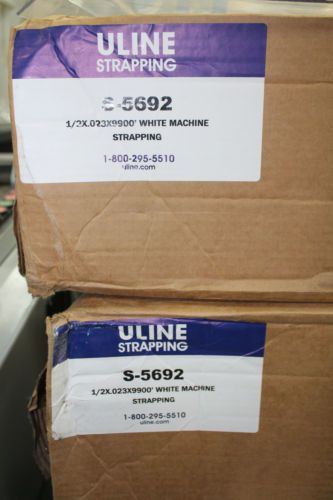 ULINE
STRAPPING
S-5692
1/2X.023X9900' WHITE MACHINE
STRAPPING
1-800-295-5510
uline.com
ULINE
STRAPPING
S-5692
1/2X.023X9900' WHITE MACHINE
STRAPPING
1-800-295-5510
uline.com